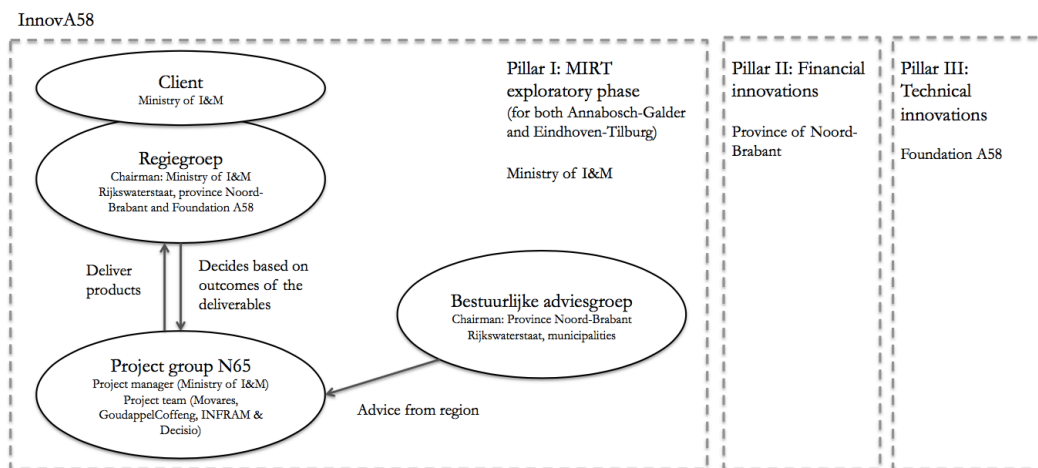 InnovA58
Client
Ministry of I&M
Regiegroep
Chairman: Ministry of I&M
Rijkswaterstaat, province Noord-
Brabant and Foundation A58
Deliver
products
Decides based on
outcomes of the
deliverables
Project group N65
Project manager (Ministry of I&M)
Project team (Movares,
GoudappelCoffeng, INFRAM &
Decisio)
Bestuurlijke adviesgroep
Chairman: Province Noord-Brabant
Rijkswaterstaat, municipalities
Advice from region
Pillar I: MIRT
exploratory phase
(for both Annabosch-Galder
and Eindhoven-Tilburg)
Ministry of I&M
Pillar II: Financial
innovations
Province of Noord-
Brabant
Pillar III:
Technical
innovations
Foundation A58